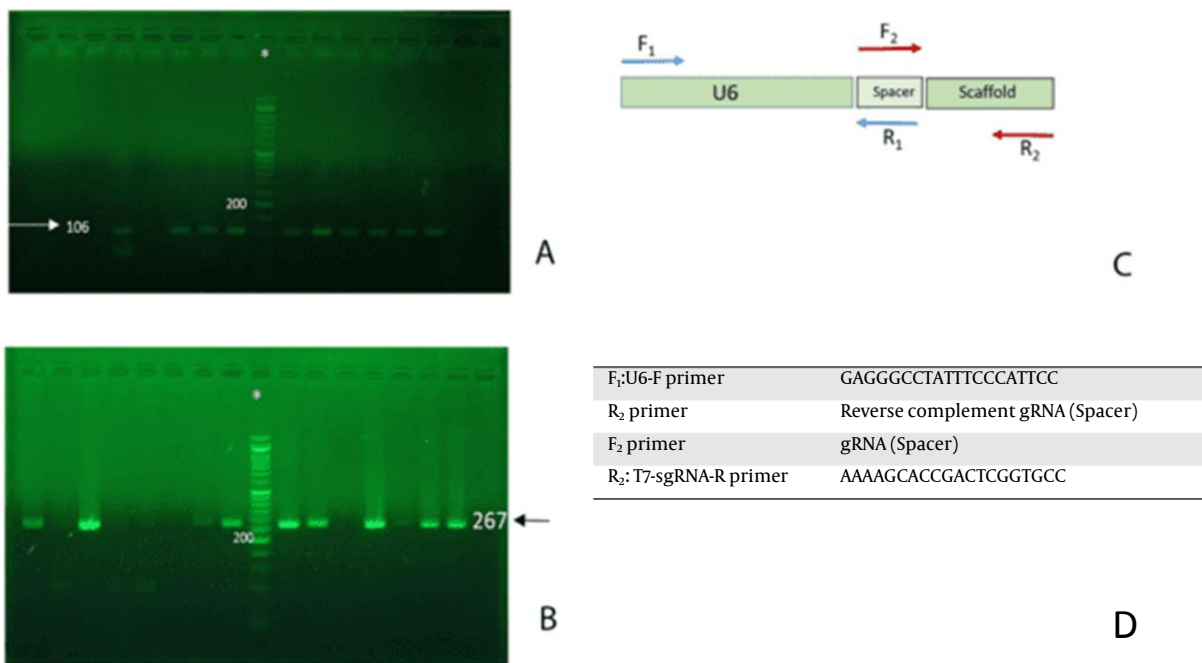 *
200
106
A
F₁
F₂
U6
Spacer
Scaffold
R₁
R₂
C
*
200
267
B
F₁:U6-F primer GAGGGCCTATTTCCCATTCC
R₂ primer Reverse complement gRNA (Spacer)
F₂ primer gRNA (Spacer)
R₂: T7-sgRNA-R primer AAAAGCACCGACTCGGTGCC
D